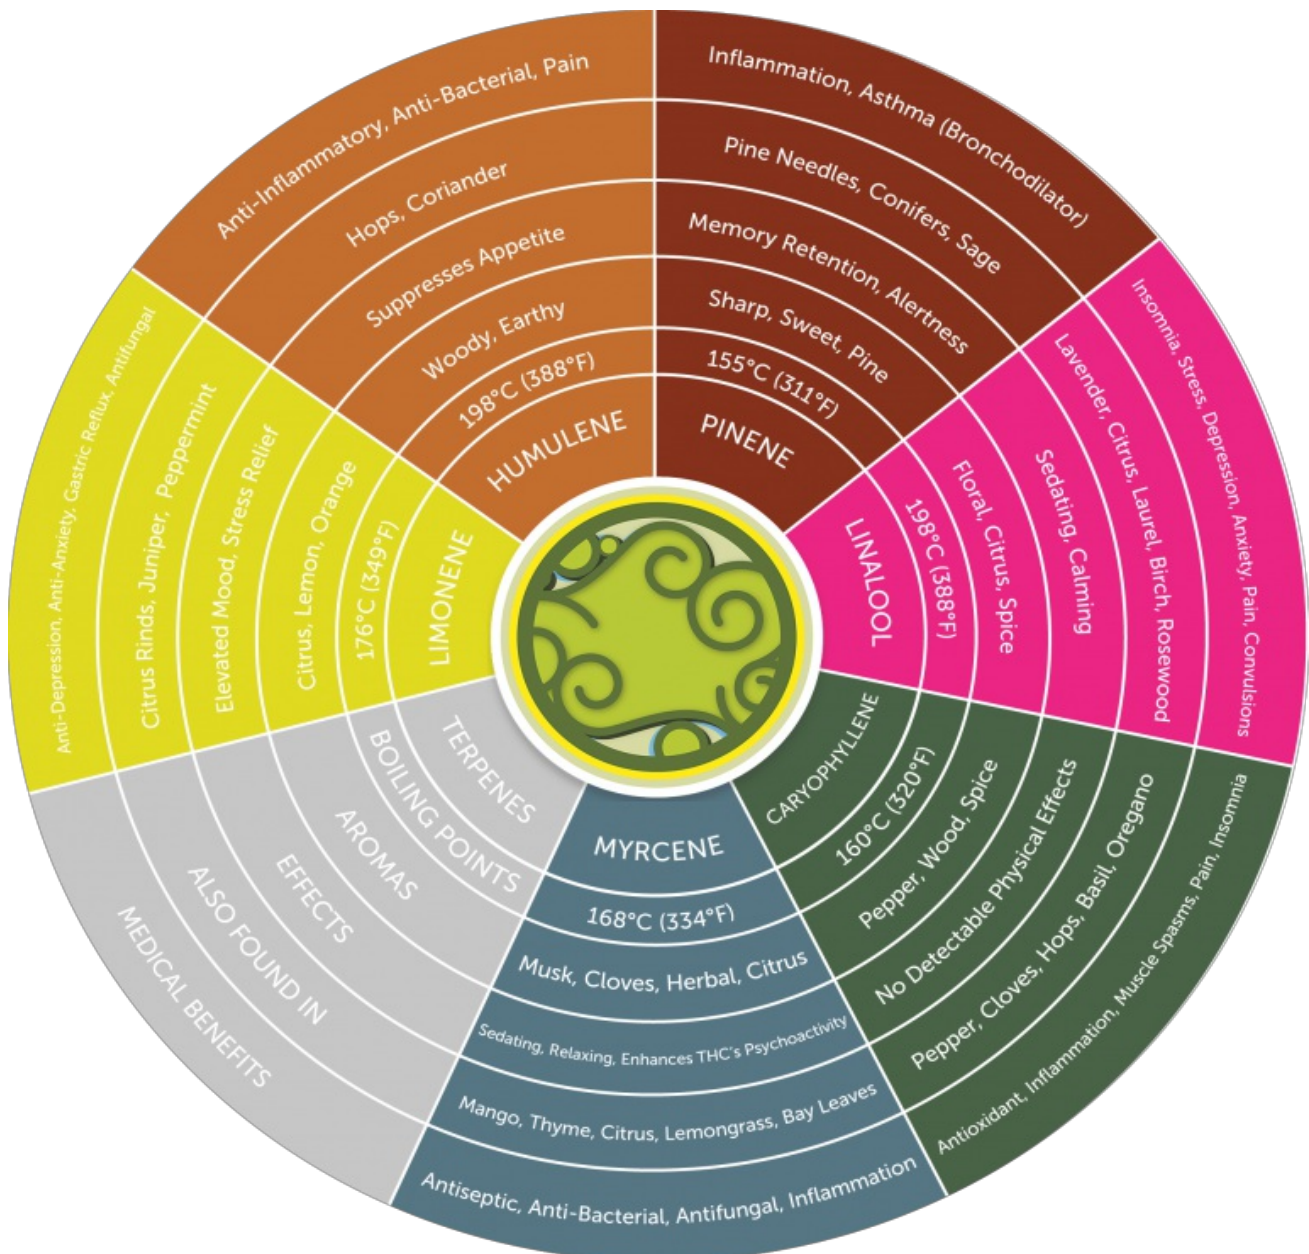 TERPENES
BOILING POINTS
AROMAS
EFFECTS
ALSO FOUND IN
MEDICAL BENEFITS
LIMONENE
176°C (349°F)
Citrus, Lemon, Orange
Elevated Mood, Stress Relief
Citrus Rinds, Juniper, Peppermint
Anti-Depression, Anti-Anxiety, Gastric Reflux, Antifungal
HUMULENE
198°C (388°F)
Woody, Earthy
Suppresses Appetite
Hops, Coriander
Anti-Inflammatory, Anti-Bacterial, Pain
PINENE
155°C (311°F)
Sharp, Sweet, Pine
Memory Retention, Alertness
Pine Needles, Conifers, Sage
Inflammation, Asthma (Bronchodilator)
LINALOOL
198°C (388°F)
Floral, Citrus, Spice
Sedating, Calming
Lavender, Citrus, Laurel, Birch, Rosewood
Insomnia, Stress, Depression, Anxiety, Pain, Convulsions
CARYOPHYLLENE
160°C (320°F)
Pepper, Wood, Spice
No Detectable Physical Effects
Pepper, Cloves, Hops, Basil, Oregano
Antioxidant, Inflammation, Muscle Spasms, Pain, Insomnia
MYRCENE
168°C (334°F)
Musk, Cloves, Herbal, Citrus
Sedating, Relaxing, Enhances THC's Psychoactivity
Mango, Thyme, Citrus, Lemongrass, Bay Leaves
Antiseptic, Anti-Bacterial, Antifungal, Inflammation